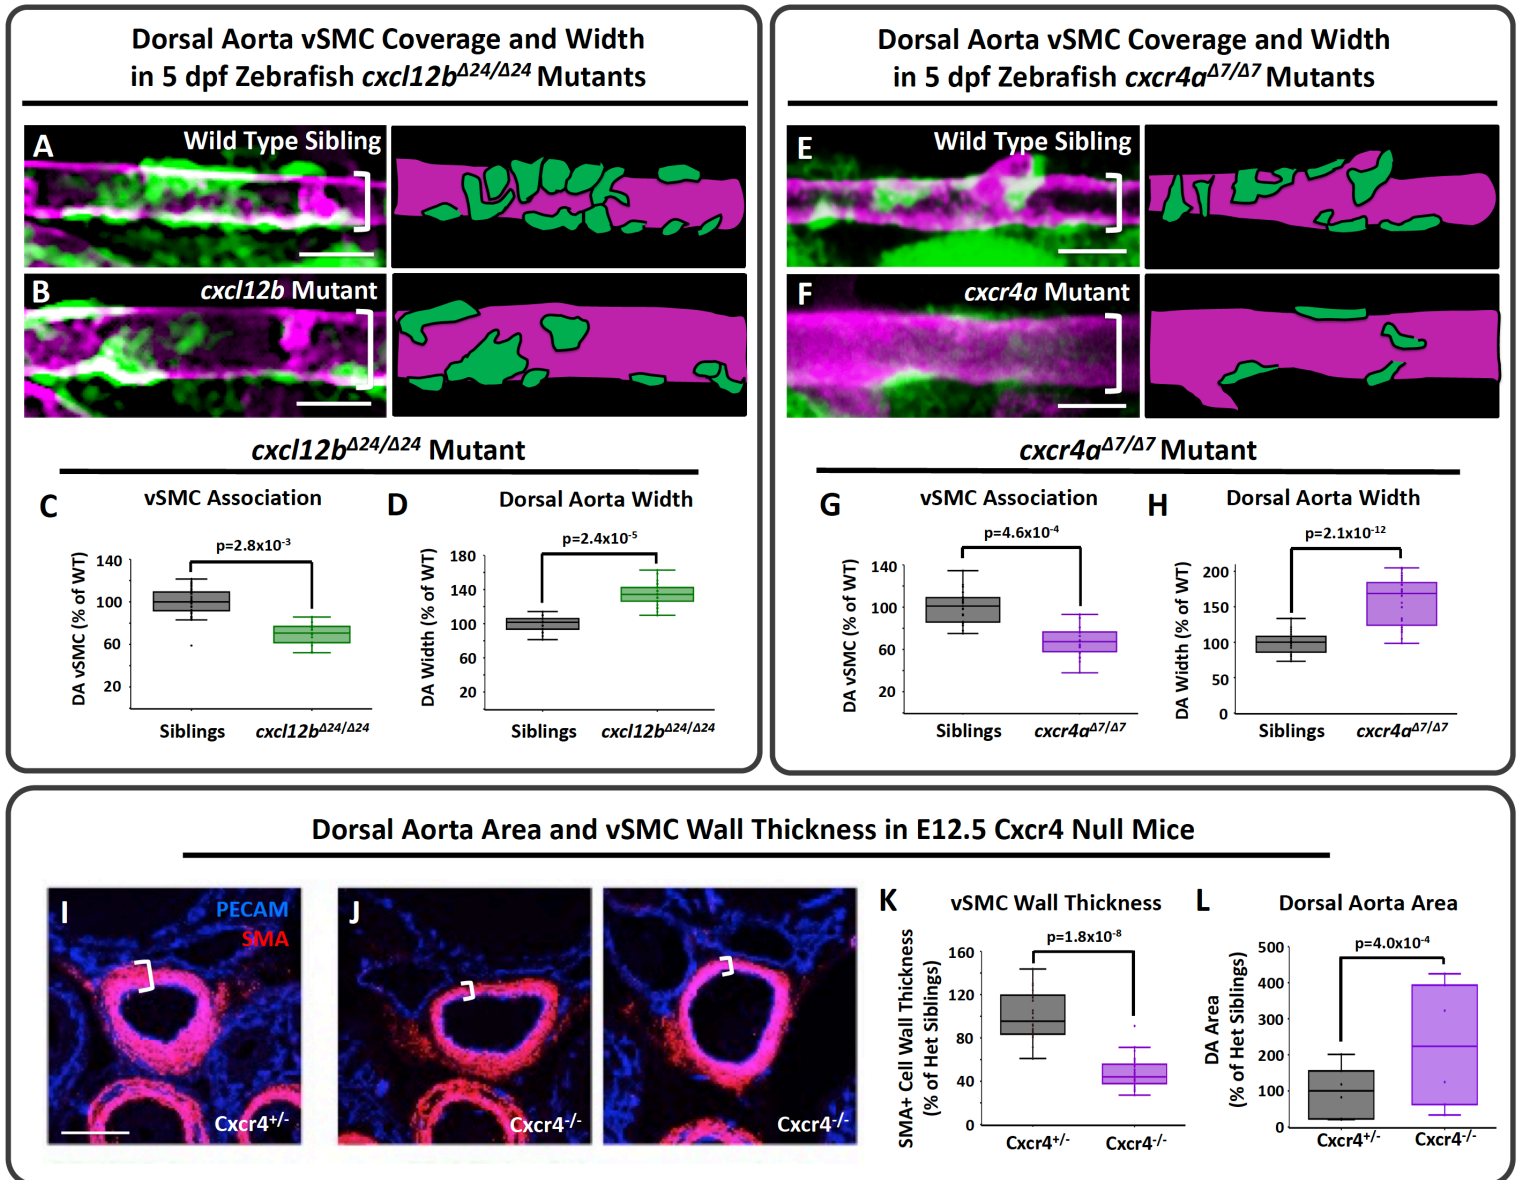 Dorsal Aorta vSMC Coverage and Width
in 5 dpf Zebrafish cxcl12bΔ24/Δ24 Mutants
A
Wild Type Sibling
B
cxcl12b Mutant
cxcl12bΔ24/Δ24 Mutant
C
vSMC Association
DA vSMC (% of WT)
140
100
60
20
p=2.8x10-3
Siblings
cxcl12bΔ24/Δ24
D
Dorsal Aorta Width
DA Width (% of WT)
180
140
100
60
20
p=2.4x10-5
Siblings
cxcl12bΔ24/Δ24
Dorsal Aorta vSMC Coverage and Width
in 5 dpf Zebrafish cxcr4aΔ7/Δ7 Mutants
E
Wild Type Sibling
F
cxcr4a Mutant
cxcr4aΔ7/Δ7 Mutant
G
vSMC Association
DA vSMC (% of WT)
140
100
60
20
p=4.6x10-4
Siblings
cxcr4aΔ7/Δ7
H
Dorsal Aorta Width
DA Width (% of WT)
200
150
100
50
0
p=2.1x10-12
Siblings
cxcr4aΔ7/Δ7
Dorsal Aorta Area and vSMC Wall Thickness in E12.5 Cxcr4 Null Mice
I
PECAM
SMA
Cxcr4+/-
J
Cxcr4-/-
Cxcr4-/-
K
vSMC Wall Thickness
SMA+ Cell Wall Thickness
(% of Het Siblings)
160
120
80
40
0
p=1.8x10-8
Cxcr4+/-
Cxcr4-/-
L
Dorsal Aorta Area
DA Area
(% of Het Siblings)
500
400
300
200
100
0
p=4.0x10-4
Cxcr4+/-
Cxcr4-/-